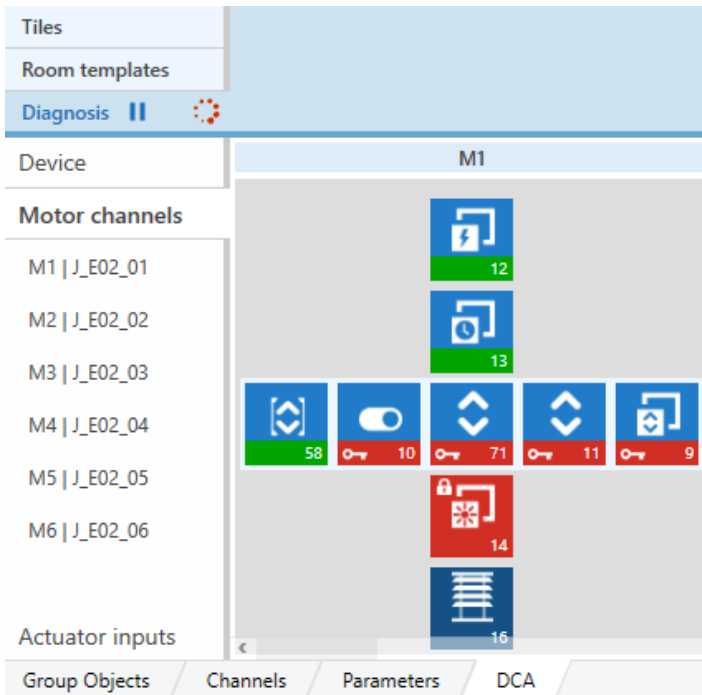 Tiles
Room templates
Diagnosis
Device
M1
Motor channels
12
M1 | J_E02_01
M2 | J_E02_02
13
M3 | J_E02_03
M4 | J_E02_04
58 10 71 11 9
M5 | J_E02_05
M6 | J_E02_06
14
Actuator inputs
16
Group Objects Channels Parameters DCA